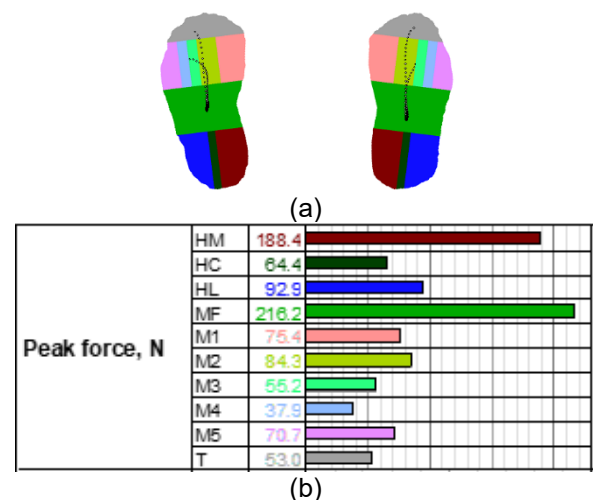 (a)
Peak force, N
HM 188.4
HC 64.4
HL 92.9
MF 216.2
M1 75.4
M2 84.3
M3 55.2
M4 37.9
M5 70.7
T 53.0
(b)